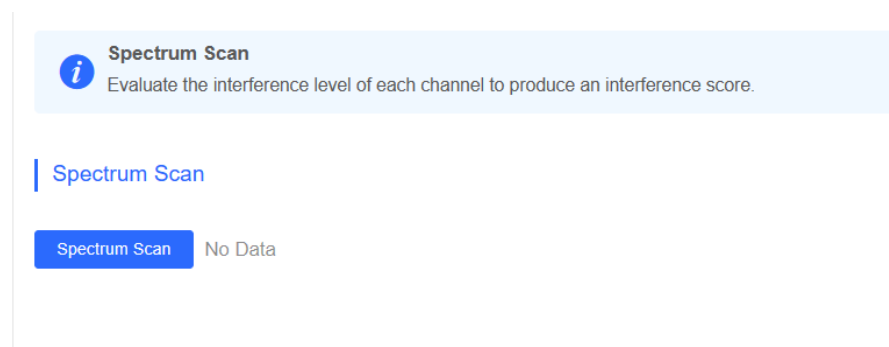 Spectrum Scan
Evaluate the interference level of each channel to produce an interference score.
Spectrum Scan
Spectrum Scan No Data